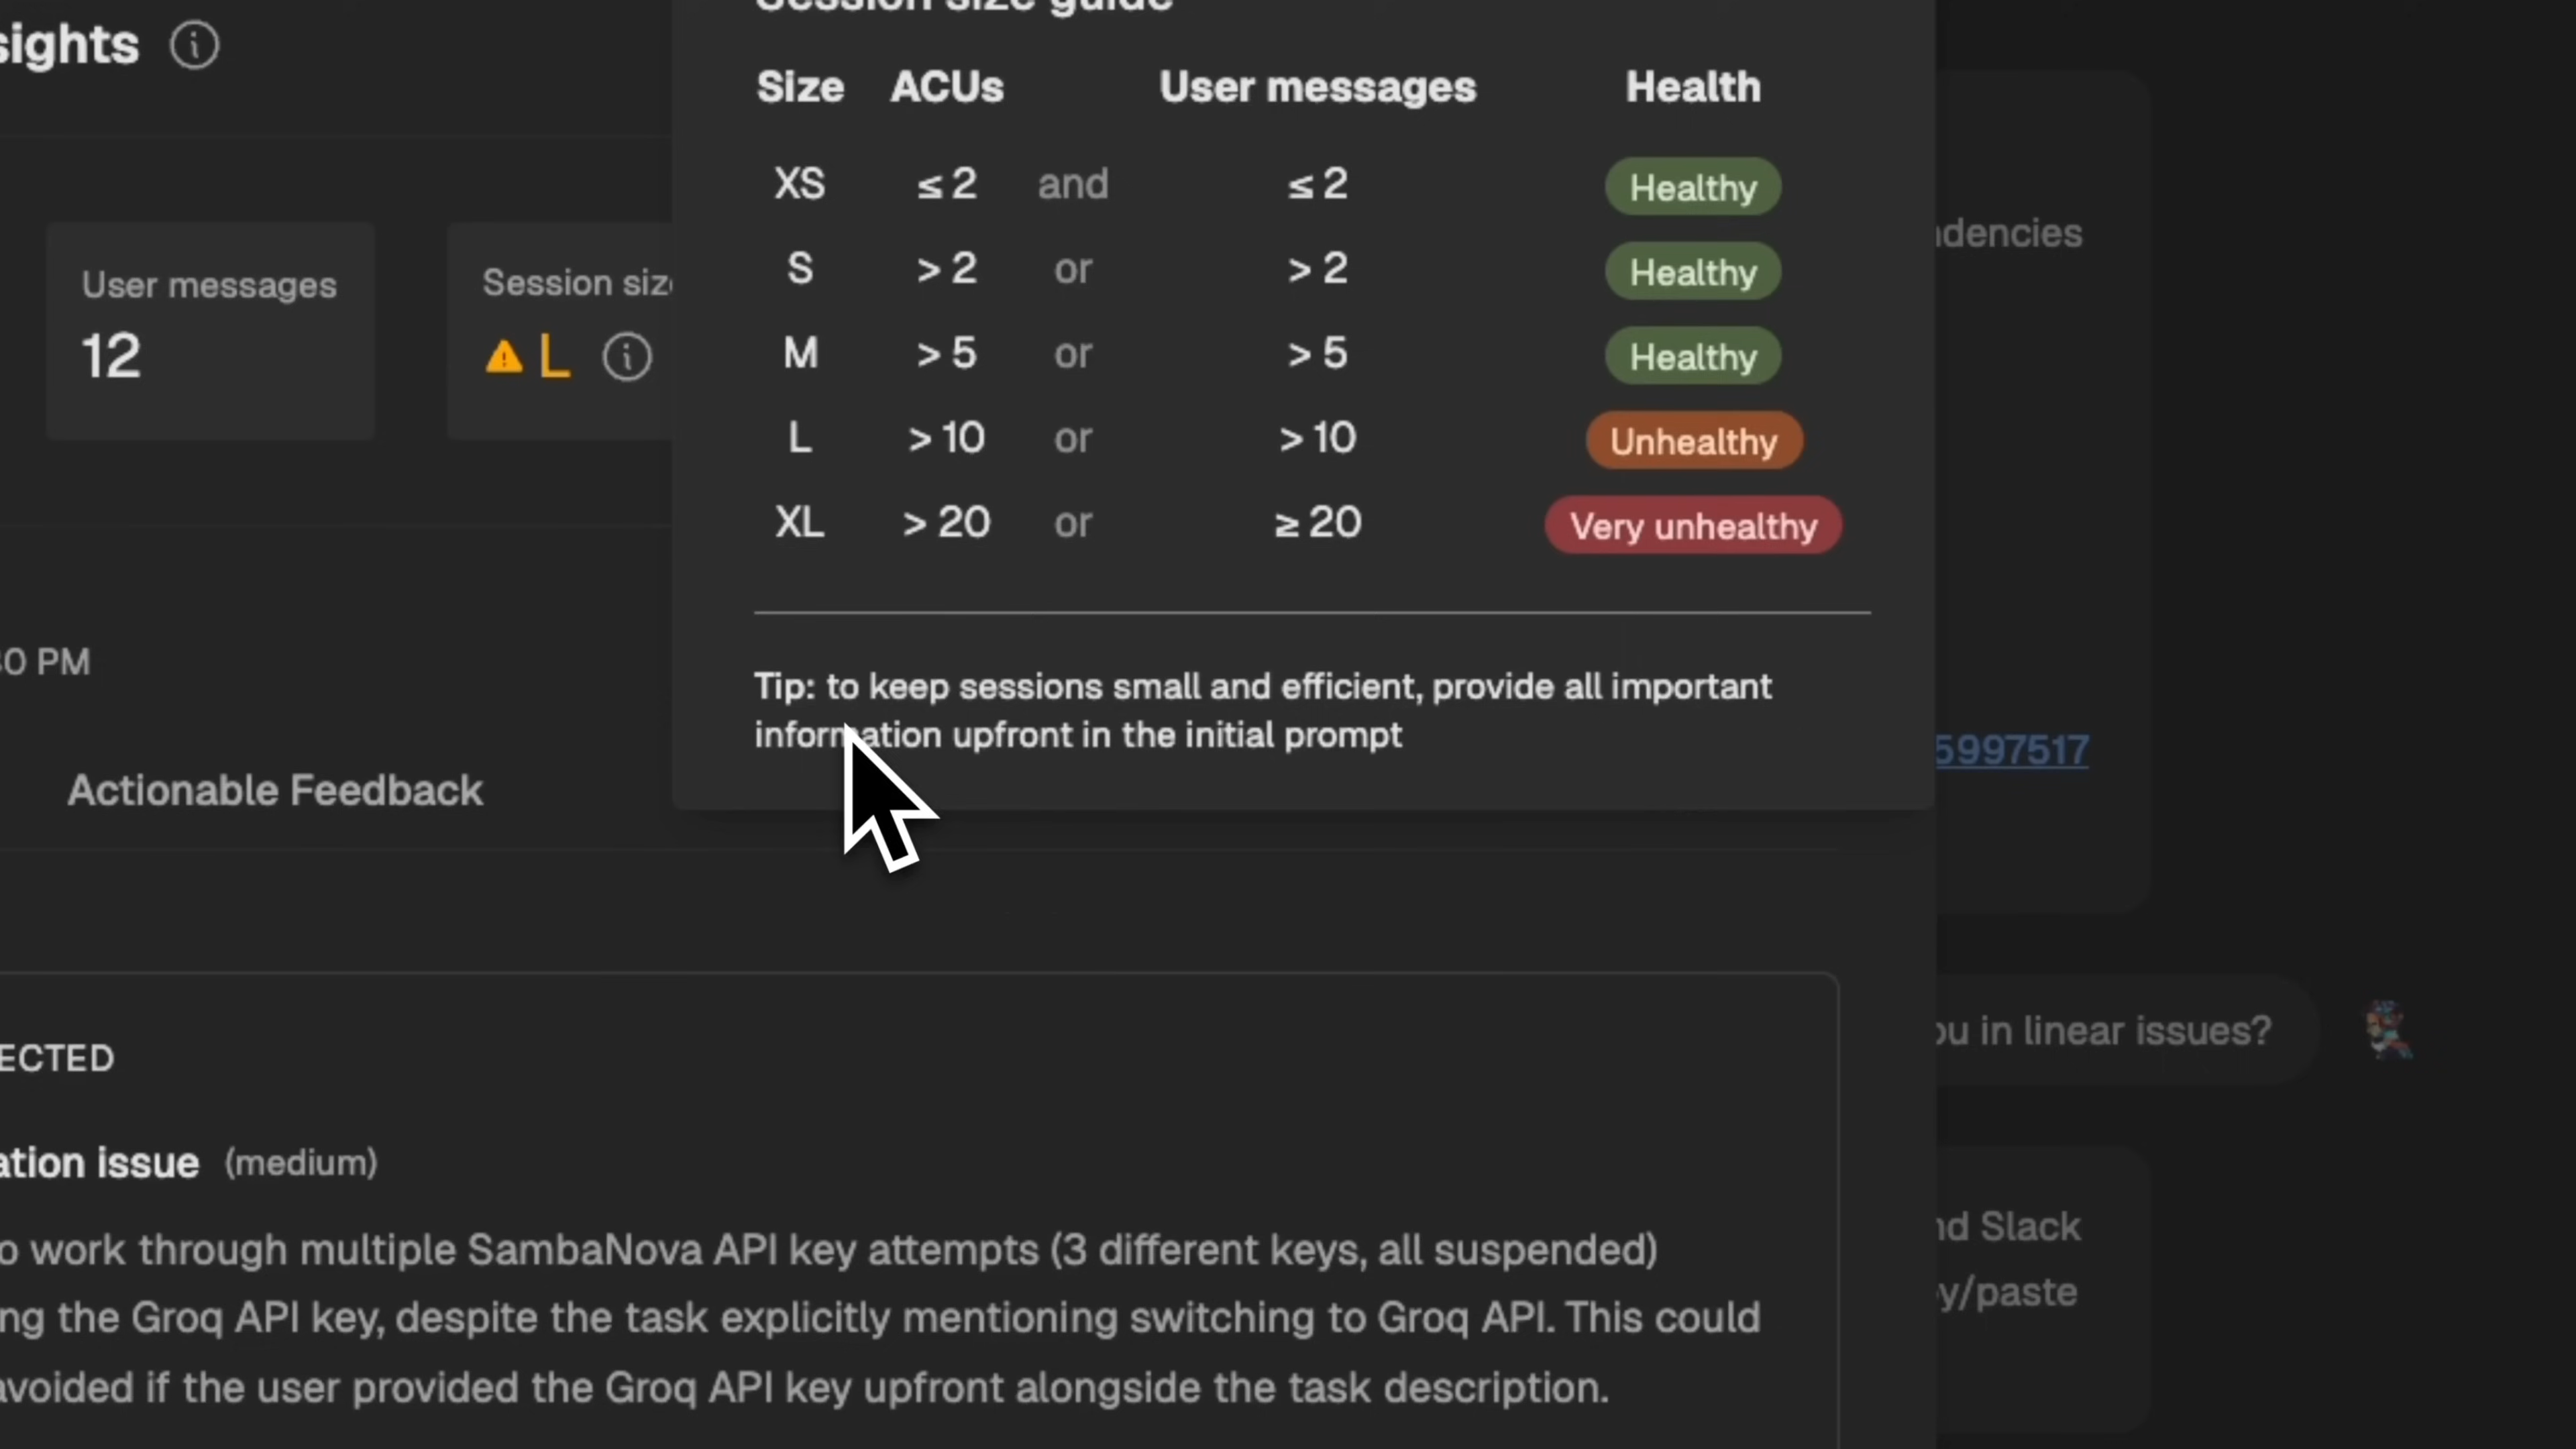 Session size guide
sights
Size ACUs User messages Health
XS ≤ 2 and ≤ 2 Healthy
S > 2 or > 2 Healthy
M > 5 or > 5 Healthy
L > 10 or > 10 Unhealthy
XL > 20 or ≥ 20 Very unhealthy
Tip: to keep sessions small and efficient, provide all important
information upfront in the initial prompt
User messages
12
Session siz
L
0 PM
Actionable Feedback
ECTED
ation issue (medium)
o work through multiple SambaNova API key attempts (3 different keys, all suspended)
ing the Groq API key, despite the task explicitly mentioning switching to Groq API. This could
avoided if the user provided the Groq API key upfront alongside the task description.
ndencies
5997517
ou in linear issues?
nd Slack
y/paste